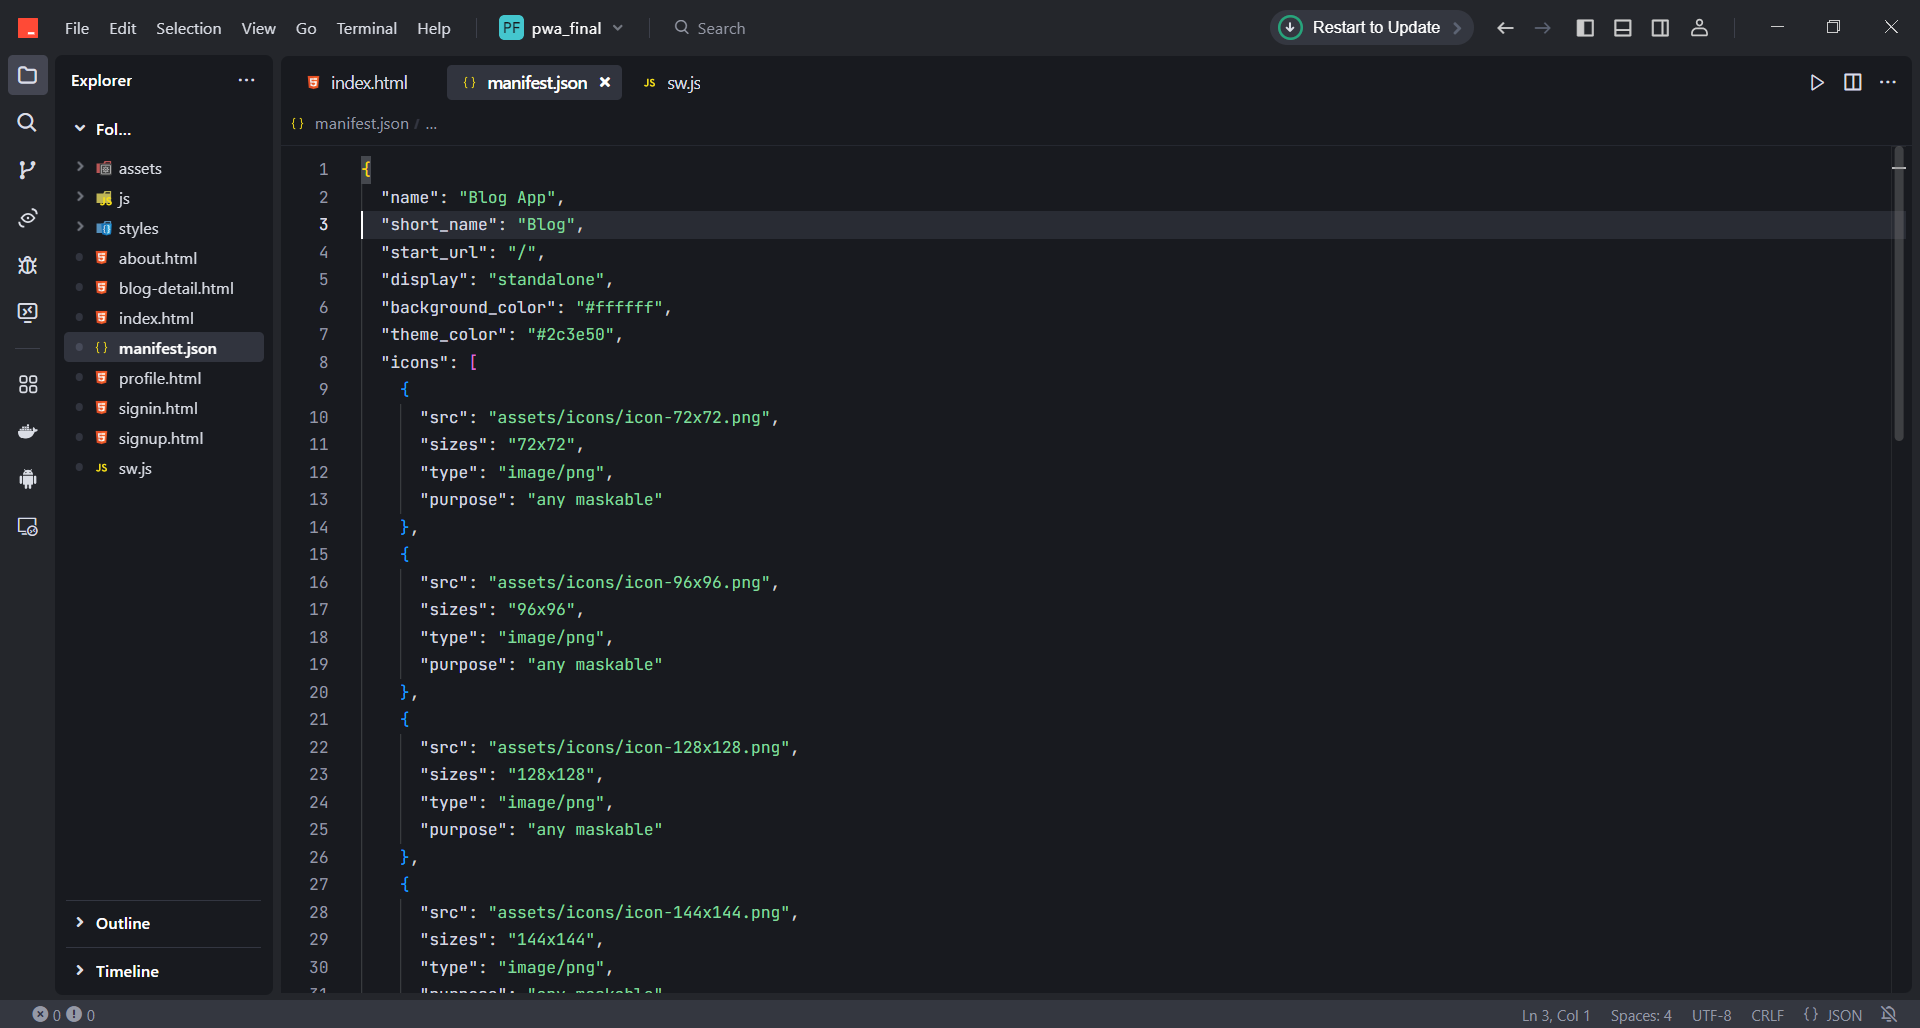 File Edit Selection View Go Terminal Help PF pwa_final Search Restart to Update
Explorer
Fol...
assets
js
styles
about.html
blog-detail.html
index.html
manifest.json
profile.html
signin.html
signup.html
JS sw.js
Outline
Timeline
index.html {} manifest.json JS sw.js
{} manifest.json / ...
1 {
2 "name": "Blog App",
3 "short_name": "Blog",
4 "start_url": "/",
5 "display": "standalone",
6 "background_color": "#ffffff",
7 "theme_color": "#2c3e50",
8 "icons": [
9 {
10 "src": "assets/icons/icon-72x72.png",
11 "sizes": "72x72",
12 "type": "image/png",
13 "purpose": "any maskable"
14 },
15 {
16 "src": "assets/icons/icon-96x96.png",
17 "sizes": "96x96",
18 "type": "image/png",
19 "purpose": "any maskable"
20 },
21 {
22 "src": "assets/icons/icon-128x128.png",
23 "sizes": "128x128",
24 "type": "image/png",
25 "purpose": "any maskable"
26 },
27 {
28 "src": "assets/icons/icon-144x144.png",
29 "sizes": "144x144",
30 "type": "image/png",
31 "purpose": "any maskable"
0 0 Ln 3, Col 1 Spaces: 4 UTF-8 CRLF {} JSON